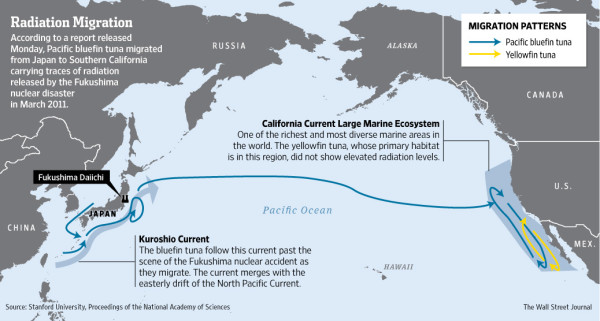 Radiation Migration
According to a report released
Monday, Pacific bluefin tuna migrated
from Japan to Southern California
carrying traces of radiation
released by the Fukushima
nuclear disaster
in March 2011.
RUSSIA
ALASKA
MIGRATION PATTERNS
Pacific bluefin tuna
Yellowfin tuna
CANADA
California Current Large Marine Ecosystem
One of the richest and most diverse marine areas in
the world. The yellowfin tuna, whose primary habitat
is in this region, did not show elevated radiation levels.
Fukushima Daiichi
JAPAN
CHINA
Pacific Ocean
U.S.
MEX.
Kuroshio Current
The bluefin tuna follow this current past the
scene of the Fukushima nuclear accident as
they migrate. The current merges with the
easterly drift of the North Pacific Current.
HAWAII
Source: Stanford University, Proceedings of the National Academy of Sciences
The Wall Street Journal